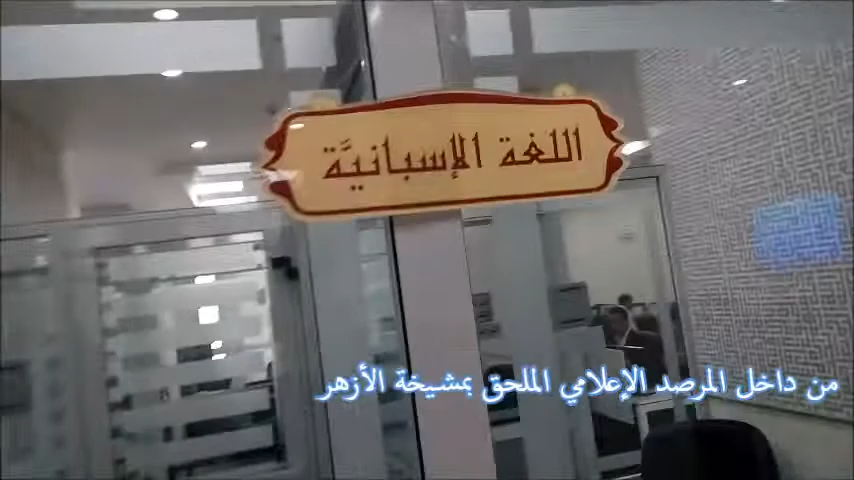 اللغة الإسبانيَّة
من داخل المرصد الإعلامي الملحق بمشيخة الأزهر